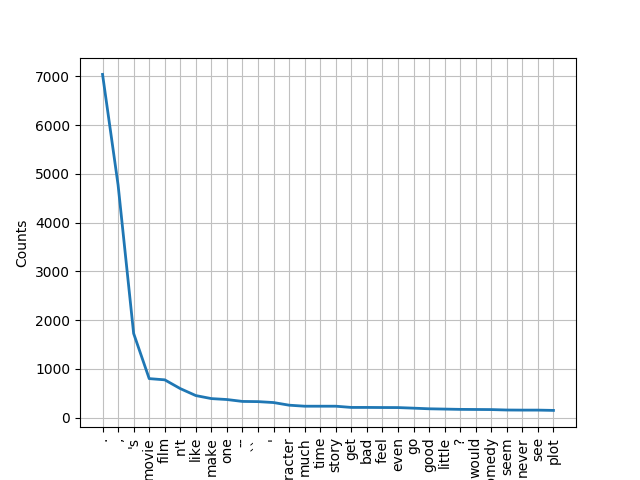 7000
6000
5000
4000
3000
2000
1000
0
Counts
.
,
's
movie
film
n't
like
make
one
--
``
'
racter
much
time
story
get
bad
feel
even
go
good
little
?
would
omedy
seem
never
see
plot